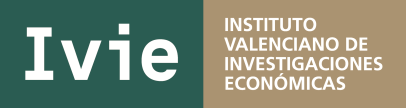 Ivie
INSTITUTO
VALENCIANO DE
INVESTIGACIONES
ECONÓMICAS